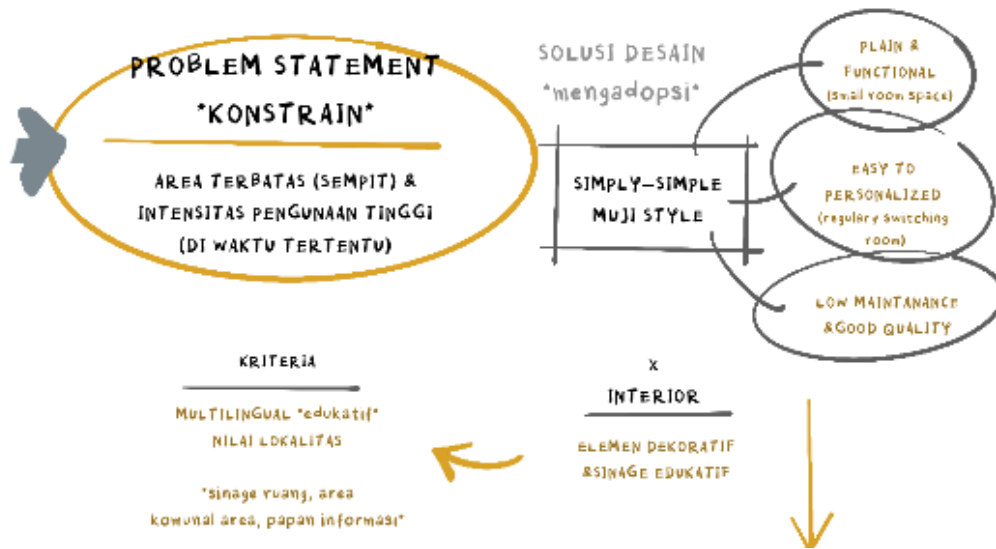 PROBLEM STATEMENT
"KONSTRAIN"
AREA TERBATAS (SEMPIT) &
INTENSITAS PENGUNAAN TINGGI
(DI WAKTU TERTENTU)
SOLUSI DESAIN
"mengadopsi"
SIMPLY-SIMPLE
MUJI STYLE
PLAIN &
FUNCTIONAL
(small room space)
EASY TO
PERSONALIZED
(regulery switching
room)
LOW MAINTANANCE
&GOOD QUALITY
KRITERIA
MULTILINGUAL "edukatif"
NILAI LOKALITAS
"sinage ruang, area
komunal area, papan informasi"
X
INTERIOR
ELEMEN DEKORATIF
&SINAGE EDUKATIF